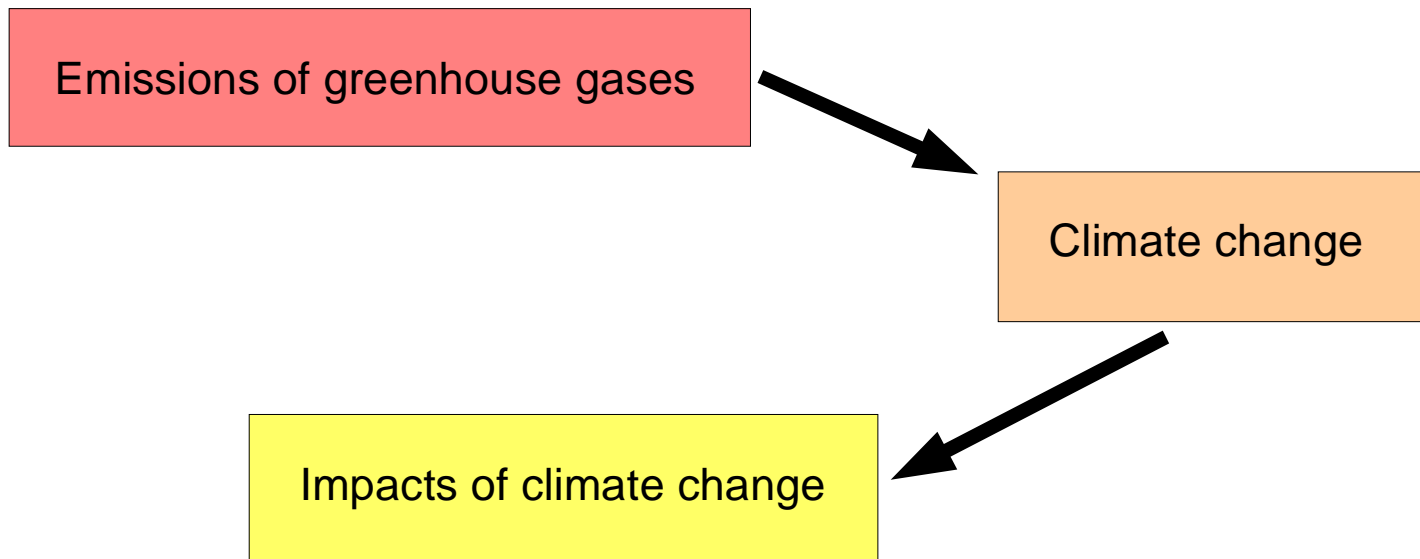 Emissions of greenhouse gases
Climate change
Impacts of climate change